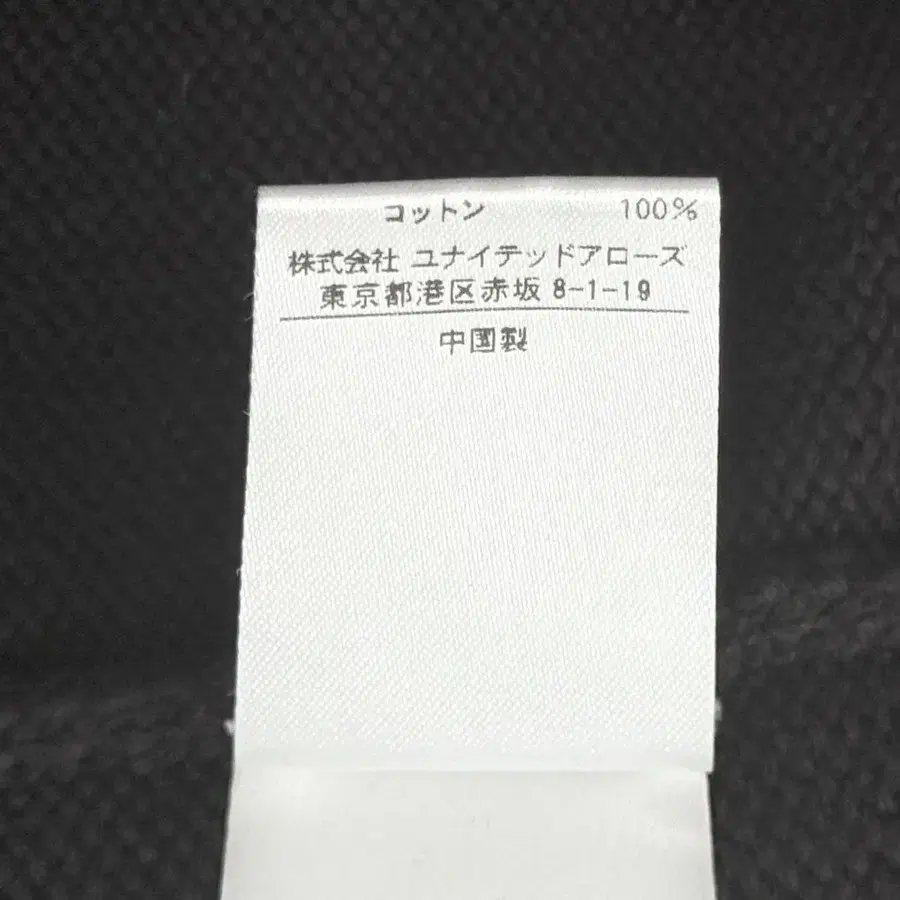 コットン 100%
株式会社 ユナイテッドアローズ
東京都港区赤坂 8-1-19
中国製